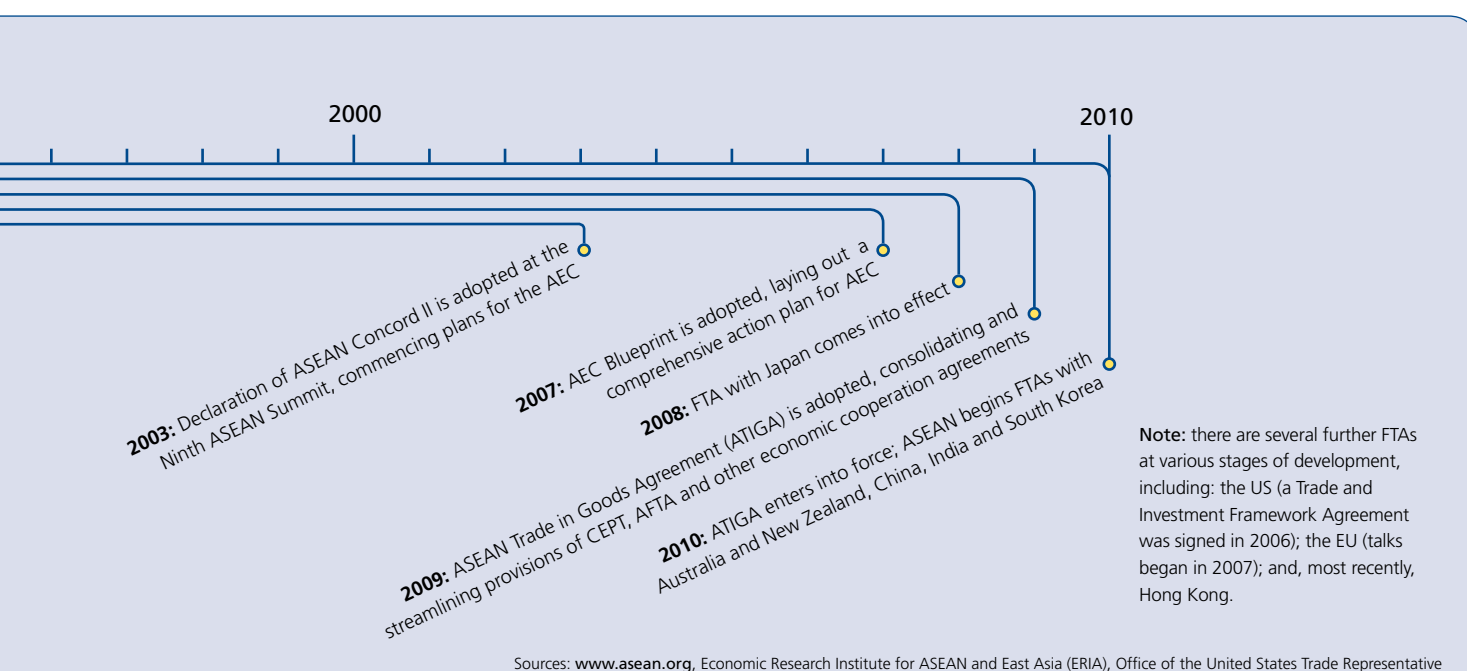 2000
2010
2003: Declaration of ASEAN Concord II is adopted at the
Ninth ASEAN Summit, commencing plans for the AEC
2007: AEC Blueprint is adopted, laying out a
comprehensive action plan for AEC
2008: FTA with Japan comes into effect
2009: ASEAN Trade in Goods Agreement (ATIGA) is adopted, consolidating and
streamlining provisions of CEPT, AFTA and other economic cooperation agreements
2010: ATIGA enters into force; ASEAN begins FTAs with
Australia and New Zealand, China, India and South Korea
Note: there are several further FTAs
at various stages of development,
including: the US (a Trade and
Investment Framework Agreement
was signed in 2006); the EU (talks
began in 2007); and, most recently,
Hong Kong.
Sources: www.asean.org, Economic Research Institute for ASEAN and East Asia (ERIA), Office of the United States Trade Representative